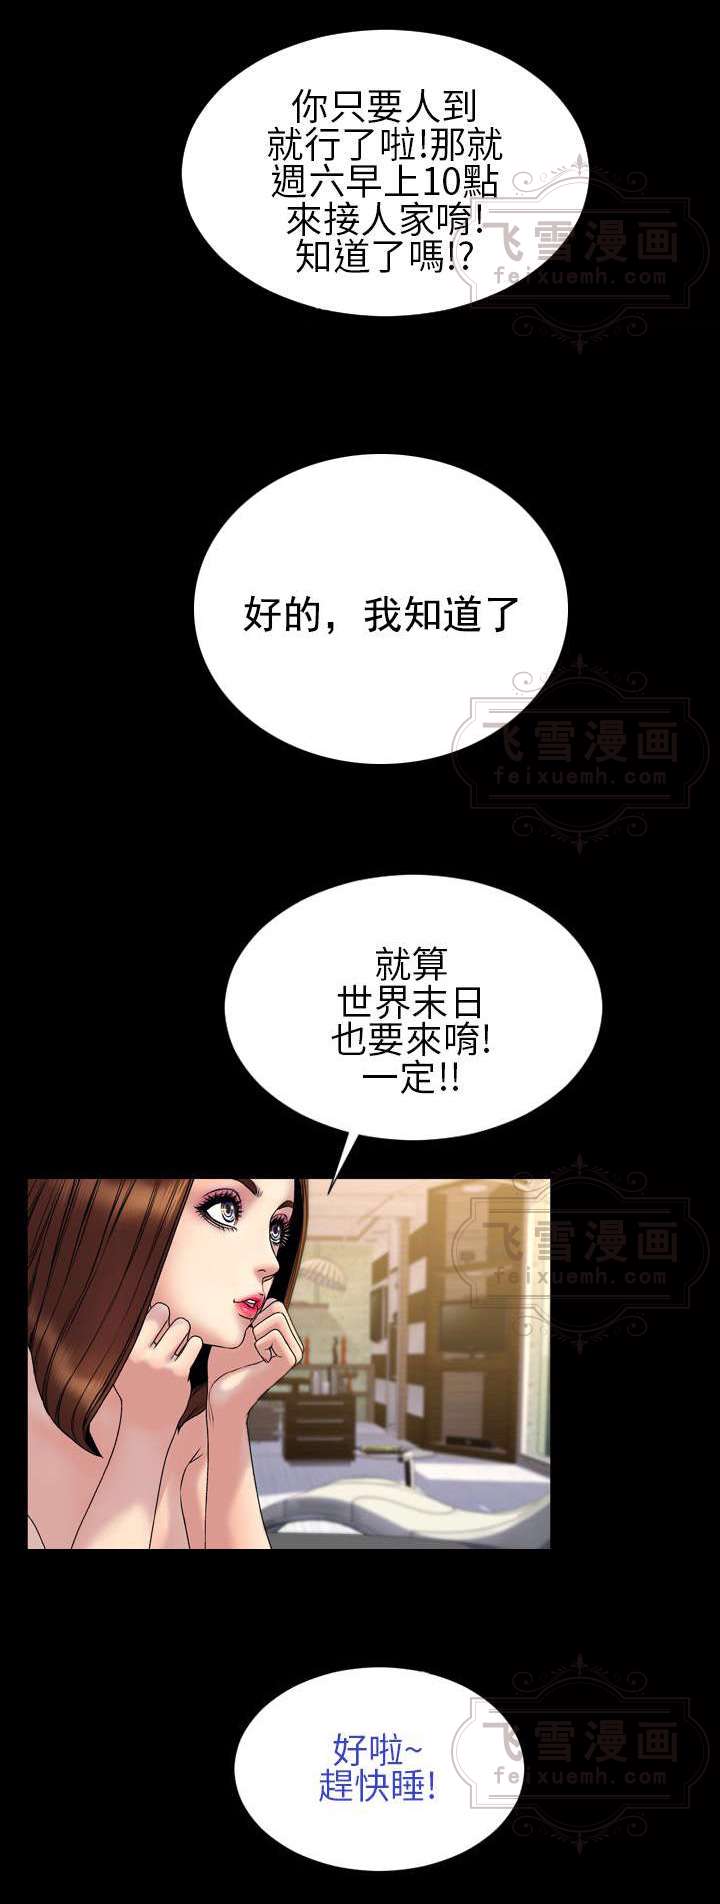 你只要人到
就行了啦!那就
週六早上10點
來接人家唷!
知道了嗎!?
飞雪漫画
feixuemh.com
好的，我知道了
飞雪漫画
feixuemh.com
就算
世界末日
也要來唷!
一定!!
飞雪漫画
feixuemh.com
好啦~
趕快睡!
飞雪漫画
feixuemh.com